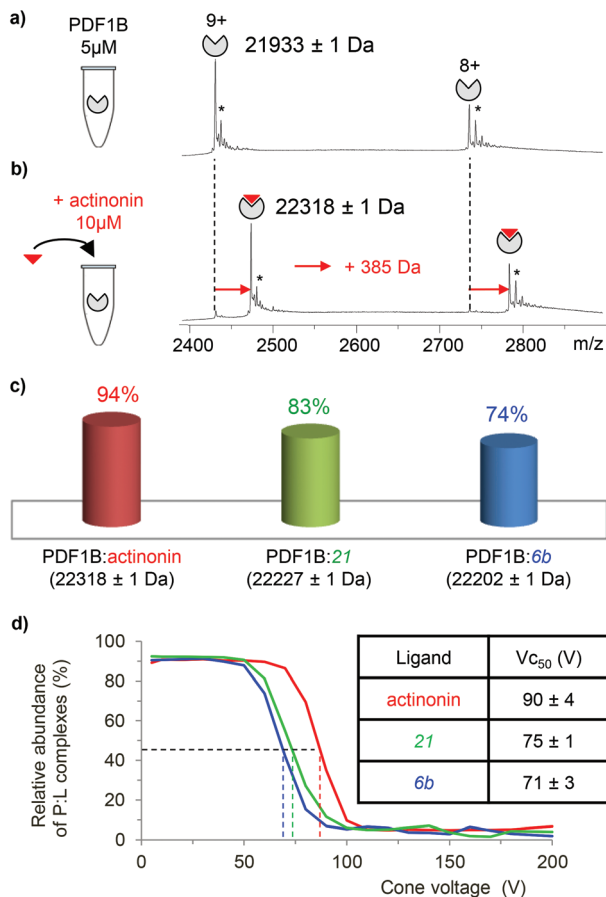 a)
PDF1B
5µM
9+
21933 ± 1 Da
8+
*
*
b)
+ actinonin
10µM
22318 ± 1 Da
+ 385 Da
*
*
2400
2500
2600
2700
2800
m/z
c)
94%
83%
74%
PDF1B:actinonin
(22318 ± 1 Da)
PDF1B:21
(22227 ± 1 Da)
PDF1B:6b
(22202 ± 1 Da)
d)
Relative abundance
of P:L complexes (%)
100
80
60
40
20
0
0
50
100
150
200
Cone voltage (V)
Ligand Vc50 (V)
actinonin 90 ± 4
21 75 ± 1
6b 71 ± 3